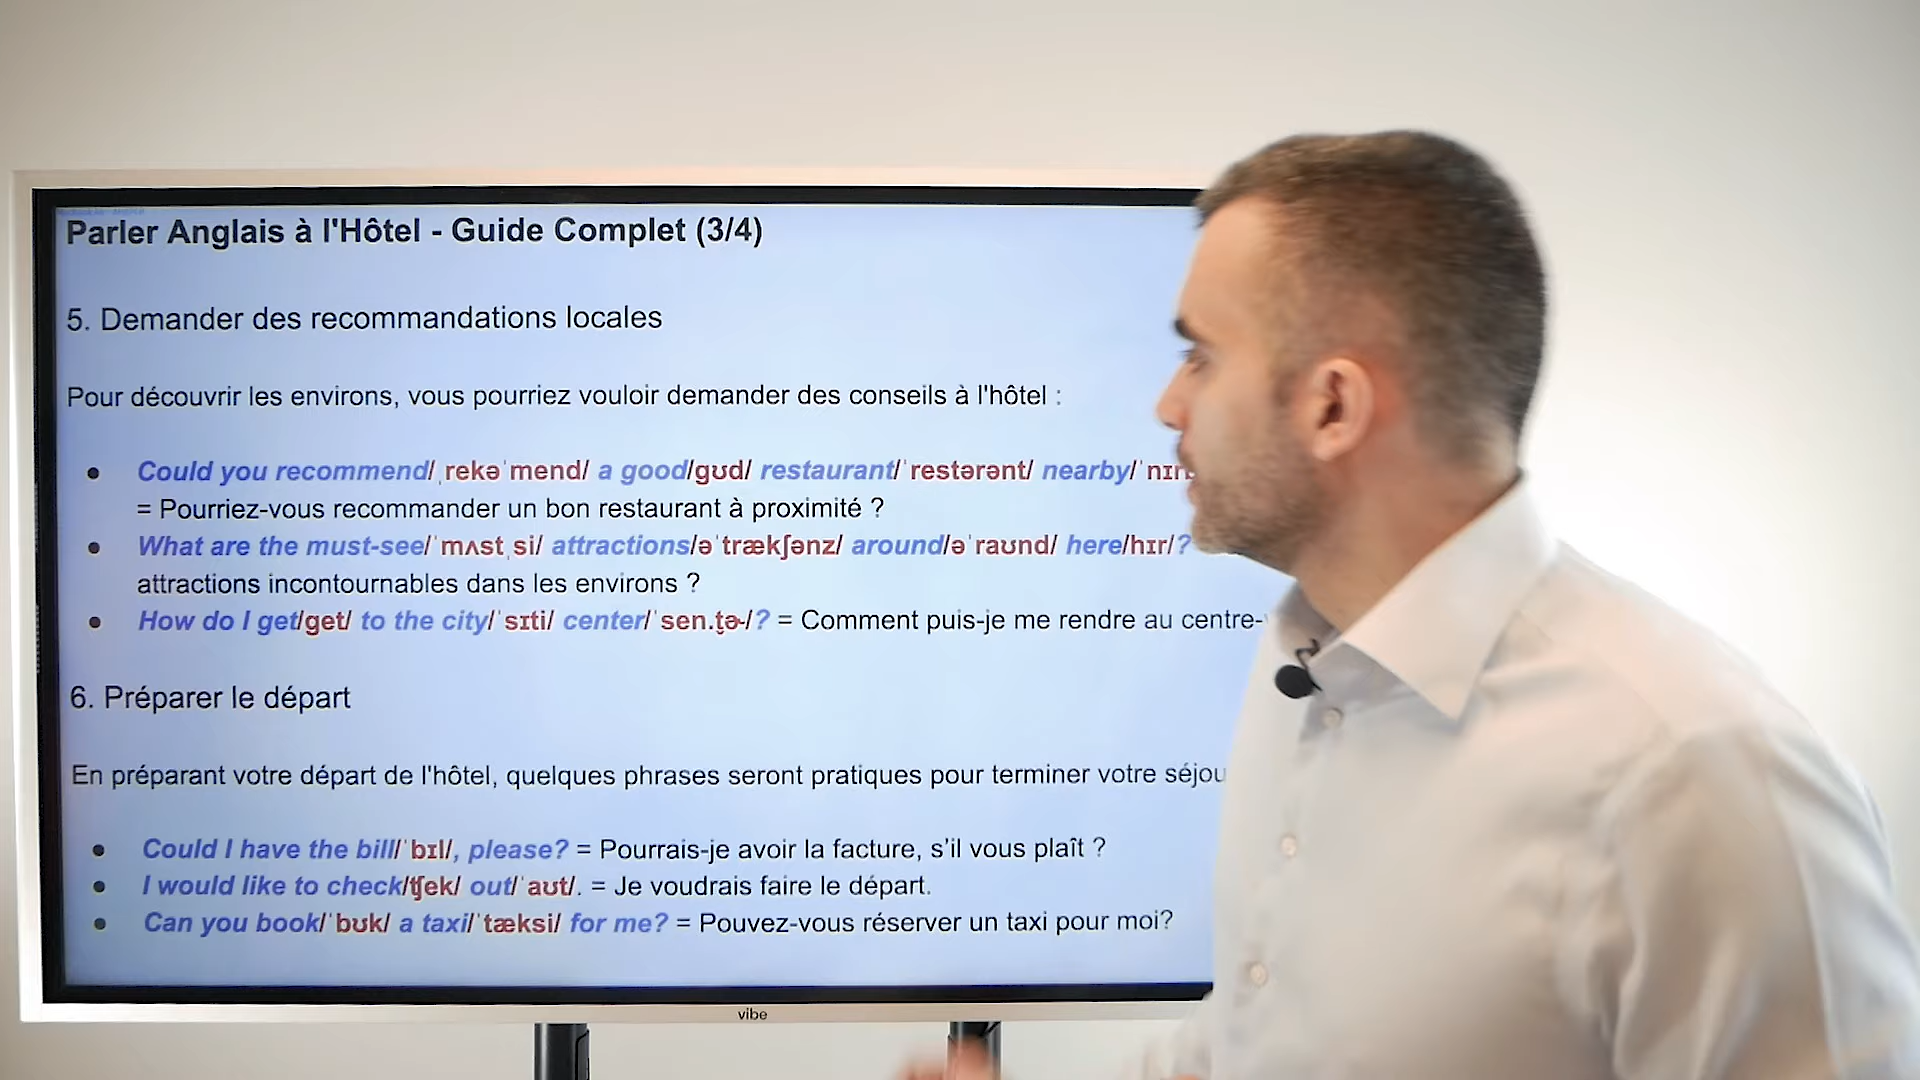 Parler Anglais à l'Hôtel - Guide Complet (3/4)
5. Demander des recommandations locales
Pour découvrir les environs, vous pourriez vouloir demander des conseils à l'hôtel :
• Could you recommend/ˌrekəˈmend/ a good/ɡʊd/ restaurant/ˈrestərənt/ nearby/
= Pourriez-vous recommander un bon restaurant à proximité ?
• What are the must-see/ˈmʌstˌsi/ attractions/əˈtrækʃənz/ around/əˈraʊnd/ here/hɪr/?
attractions incontournables dans les environs ?
• How do I get/ɡet/ to the city/ˈsɪti/ center/ˈsen.t̬ɚ/? = Comment puis-je me rendre au centre-
6. Préparer le départ
En préparant votre départ de l'hôtel, quelques phrases seront pratiques pour terminer votre
• Could I have the bill/ˈbɪl/, please? = Pourrais-je avoir la facture, s’il vous plaît ?
• I would like to check/tʃek/ out/ˈaʊt/. = Je voudrais faire le départ.
• Can you book/ˈbʊk/ a taxi/ˈtæksi/ for me? = Pouvez-vous réserver un taxi pour moi?
vibe